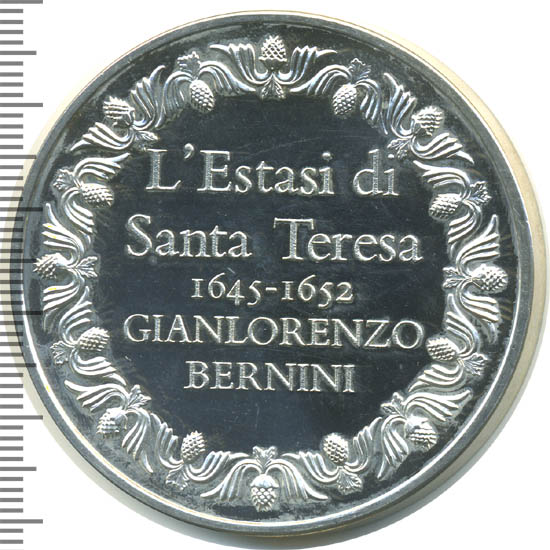 L'Estasi di
Santa Teresa
1645-1652
GIANLORENZO
BERNINI